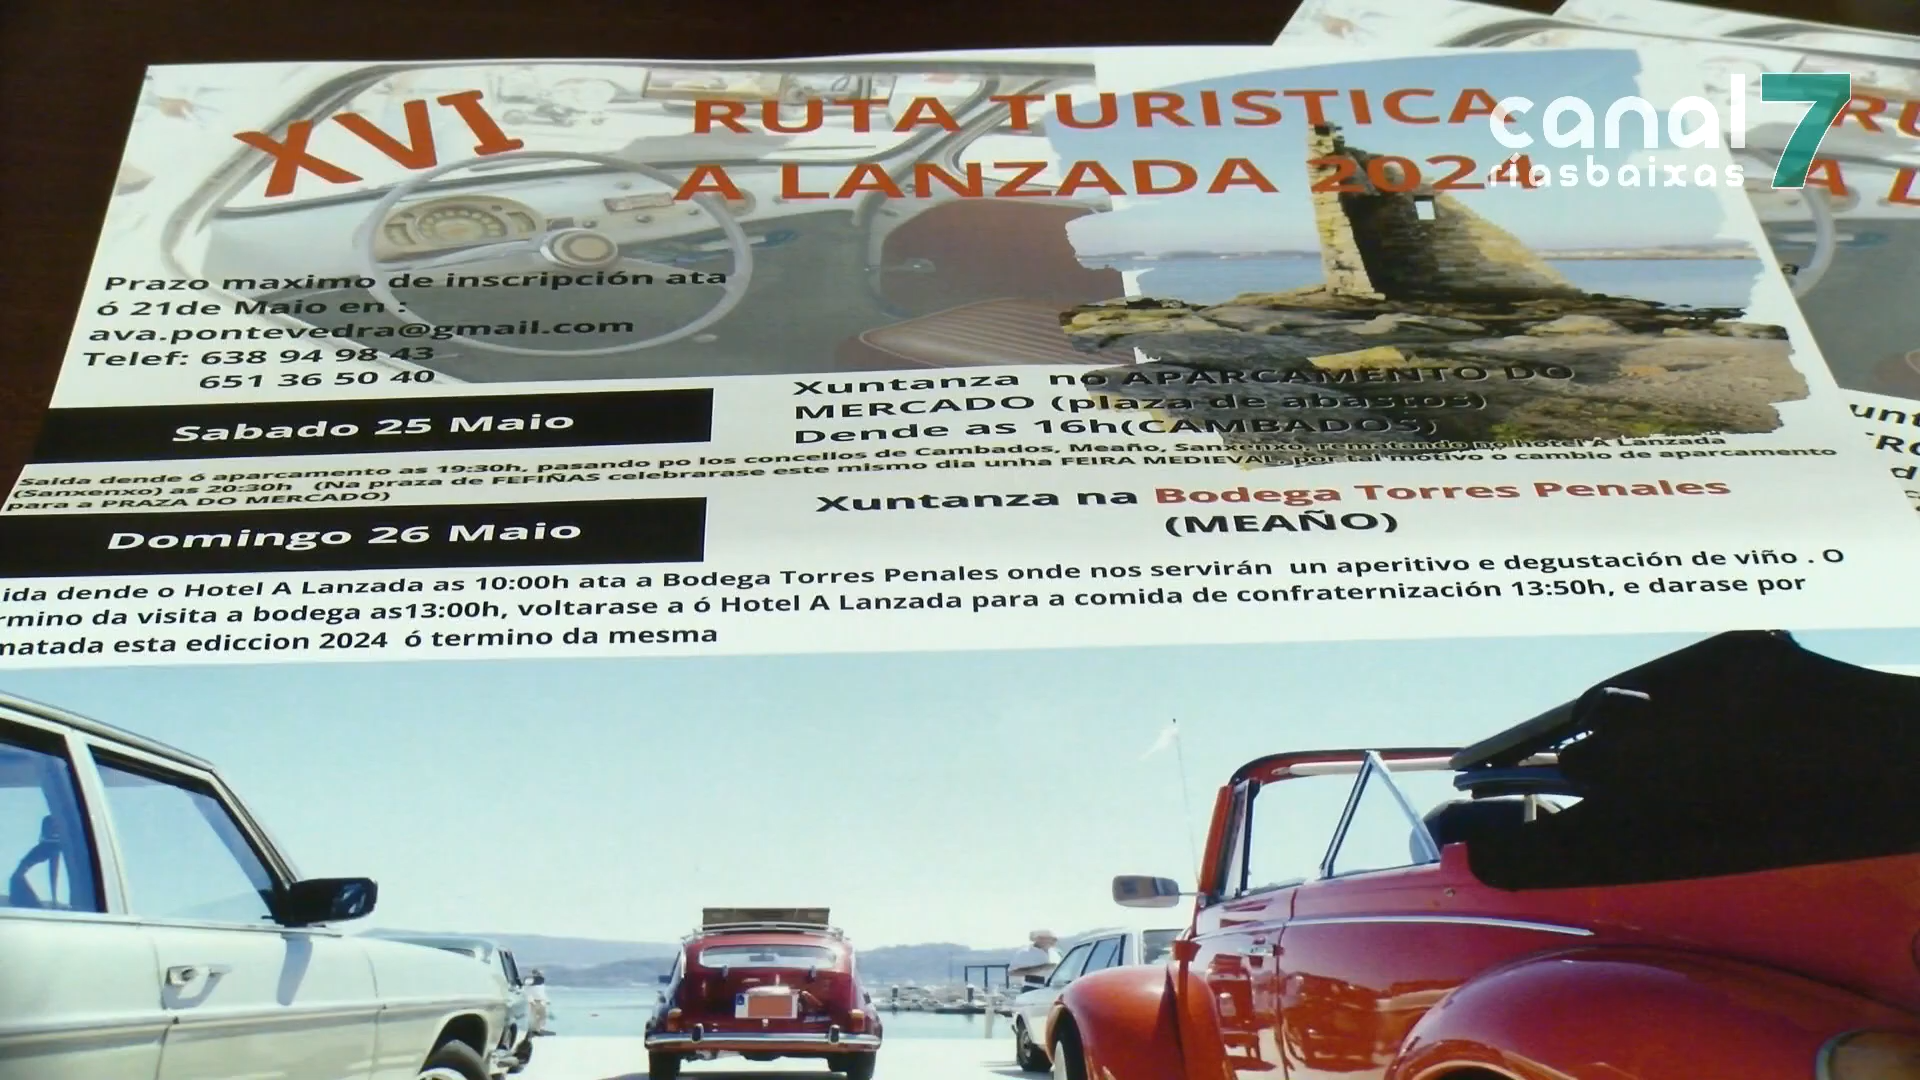 XVI
RUTA TURISTICA
A LANZADA 2024
canal 7
ríasbaixas
Prazo maximo de inscripción ata
ó 21de Maio en :
ava.pontevedra@gmail.com
Telef: 638 94 98 43
651 36 50 40
Sabado 25 Maio
Xuntanza no APARCAMENTO DO
MERCADO (plaza de abastos)
Dende as 16h(CAMBADOS)
Saida dende ó aparcamento as 19:30h, pasando po los concellos de Cambados, Meaño, Sanxenxo, rematando no hotel A Lanzada
(Sanxenxo) as 20:30h (Na praza de FEFIÑAS celebrarase este mismo dia unha FEIRA MEDIEVAL, por tal motivo o cambio de aparcamento
para a PRAZA DO MERCADO)
Domingo 26 Maio
Xuntanza na Bodega Torres Penales
(MEAÑO)
ida dende o Hotel A Lanzada as 10:00h ata a Bodega Torres Penales onde nos servirán un aperitivo e degustación de viño . O
rmino da visita a bodega as13:00h, voltarase a ó Hotel A Lanzada para a comida de confraternización 13:50h, e darase por
matada esta ediccion 2024 ó termino da mesma